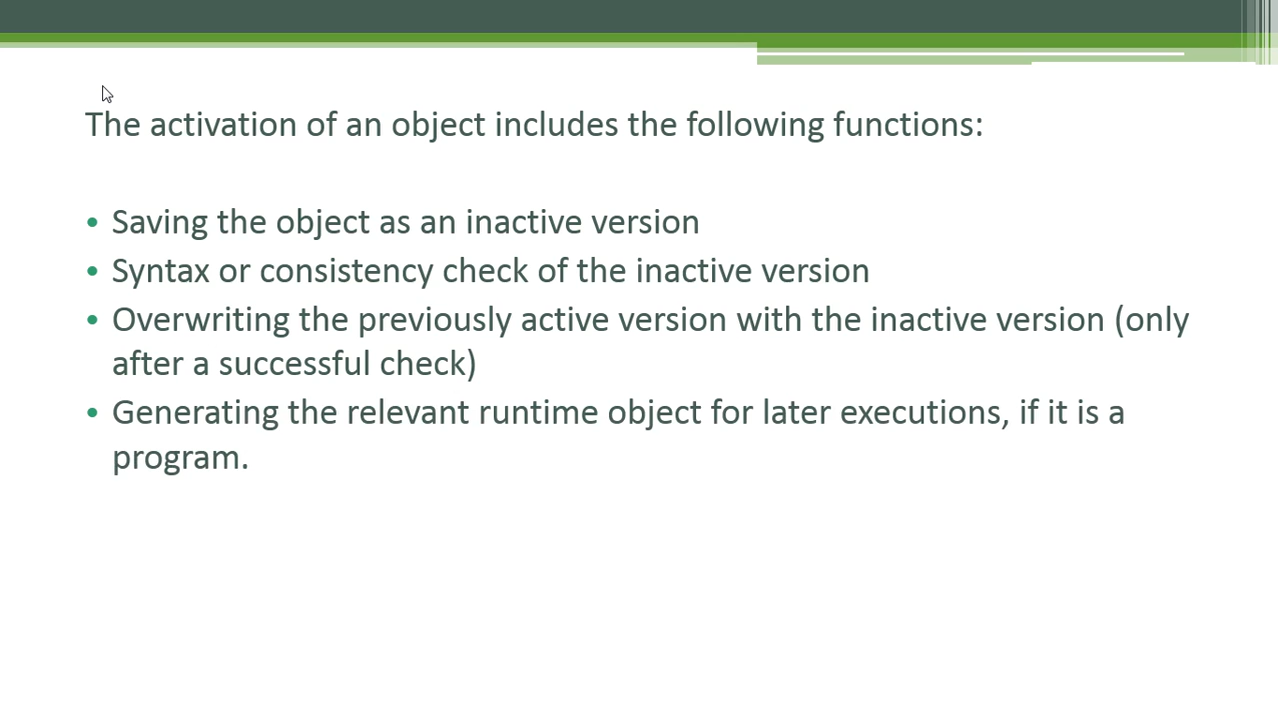 The activation of an object includes the following functions:
• Saving the object as an inactive version
• Syntax or consistency check of the inactive version
• Overwriting the previously active version with the inactive version (only
after a successful check)
• Generating the relevant runtime object for later executions, if it is a
program.